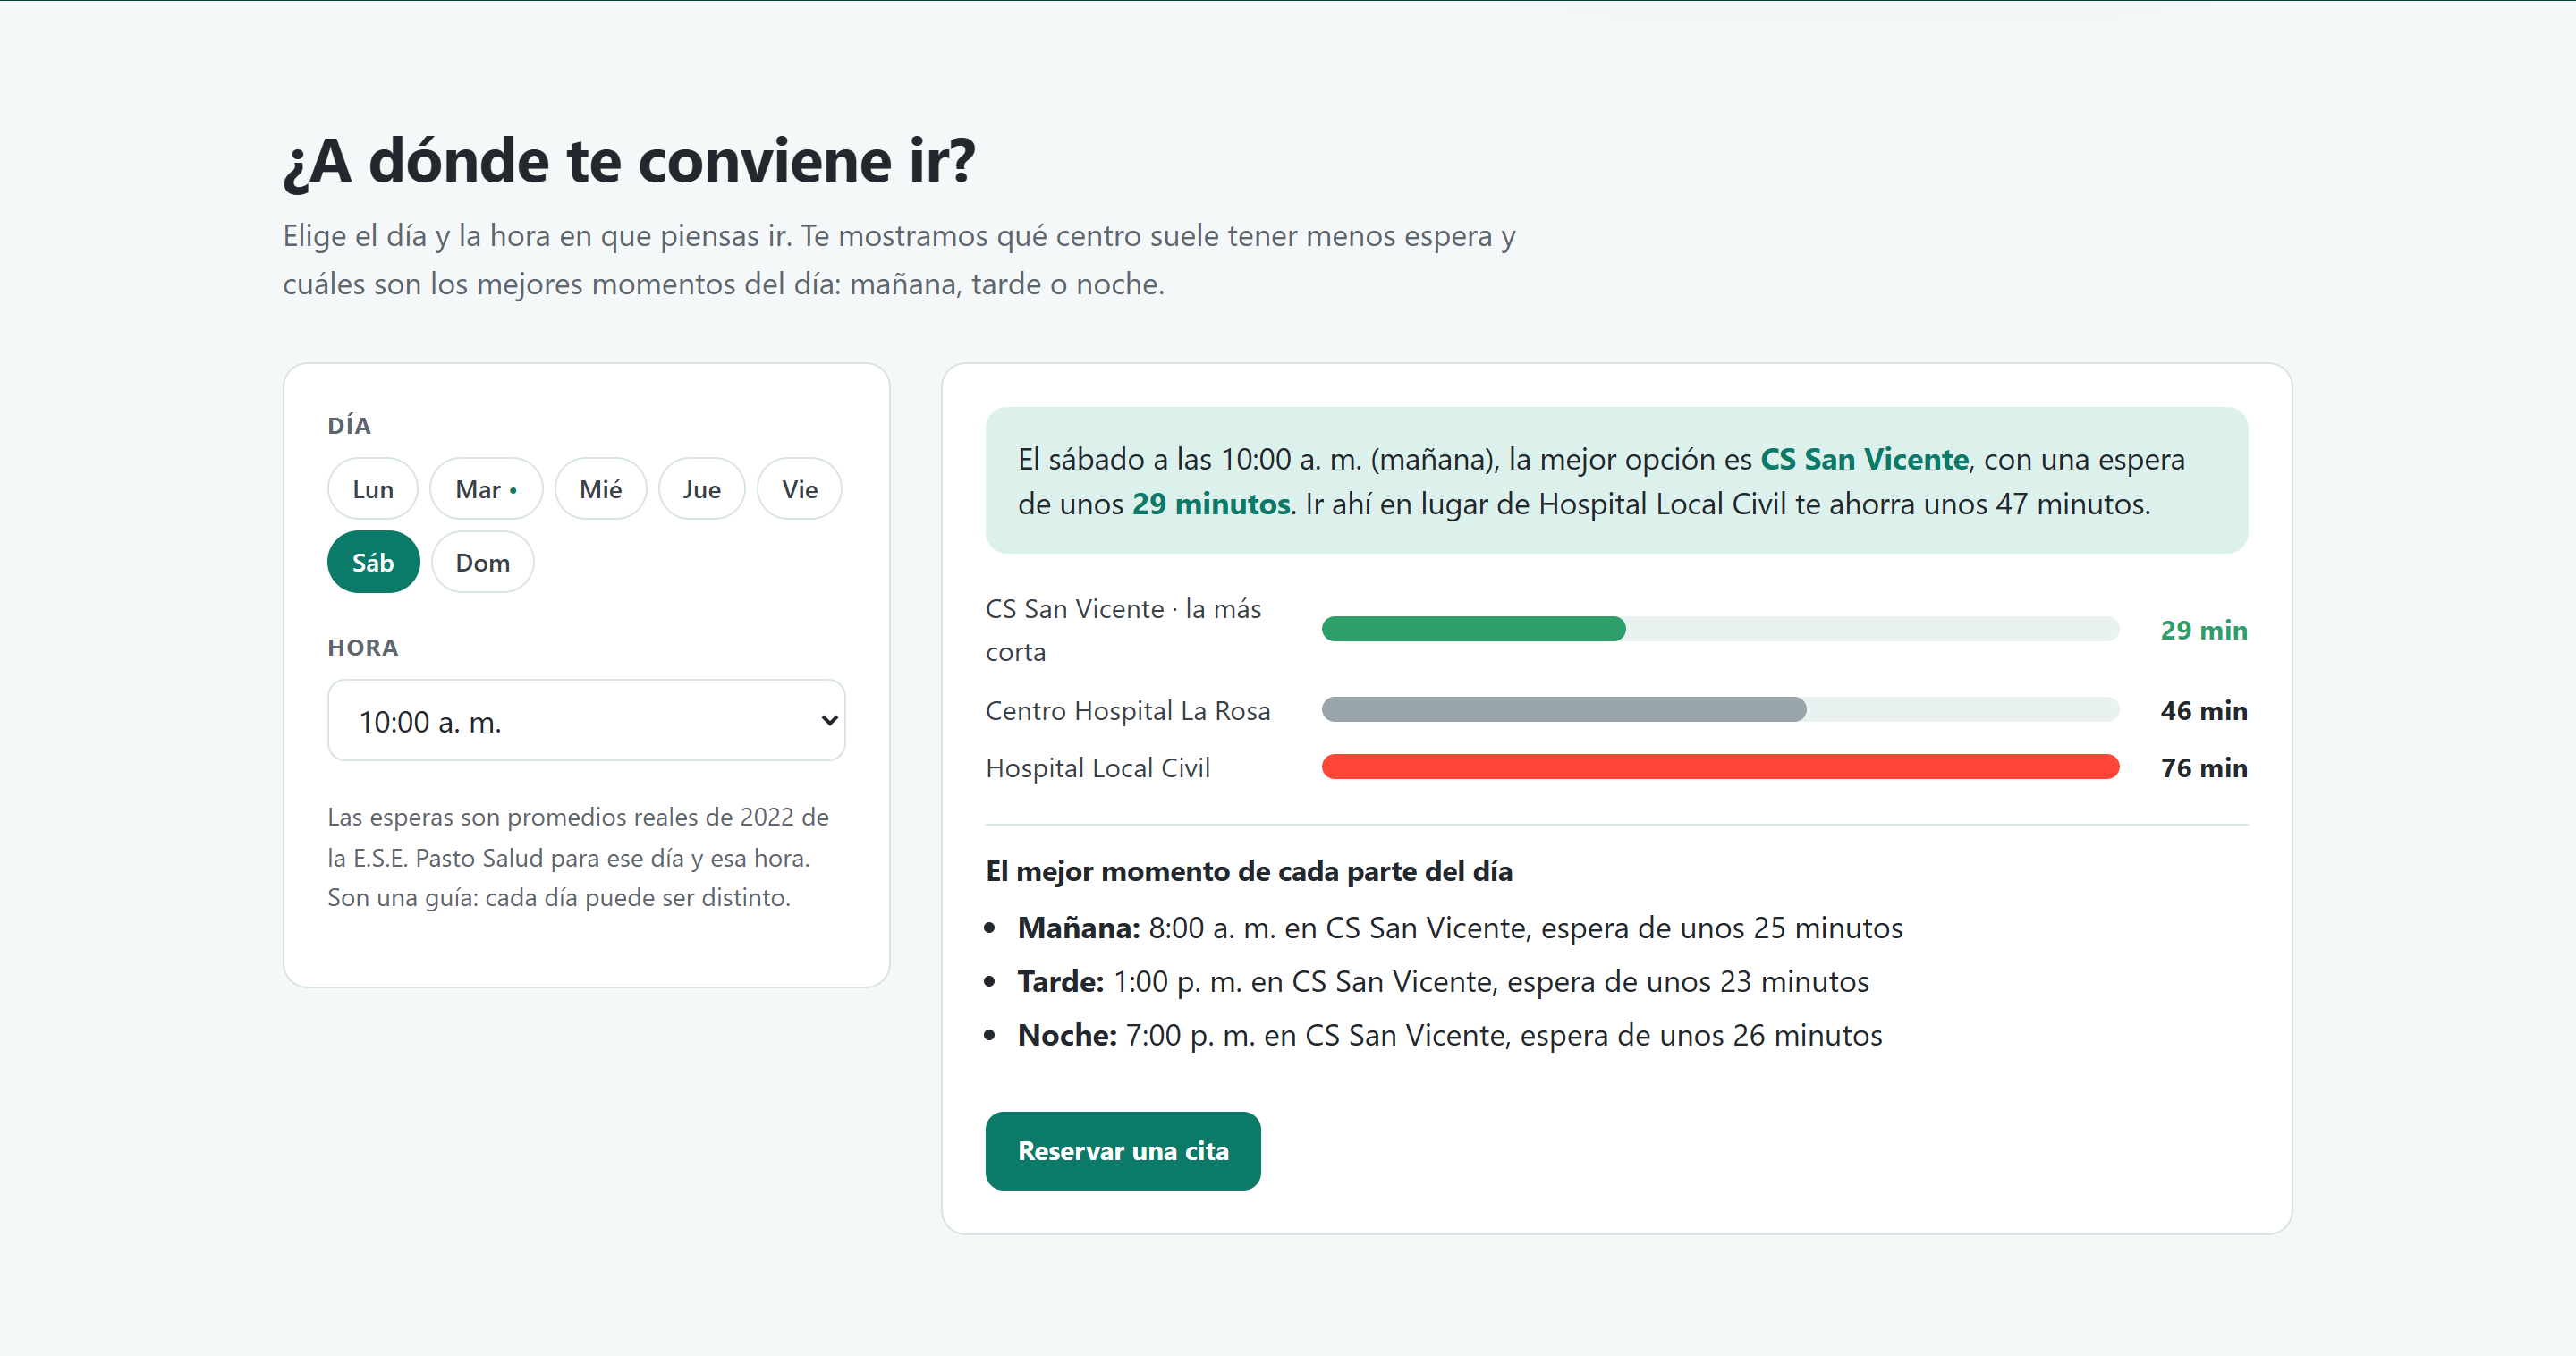 ¿A dónde te conviene ir?
Elige el día y la hora en que piensas ir. Te mostramos qué centro suele tener menos espera y
cuáles son los mejores momentos del día: mañana, tarde o noche.
DÍA
Lun
Mar •
Mié
Jue
Vie
Sáb
Dom
HORA
10:00 a. m.
Las esperas son promedios reales de 2022 de
la E.S.E. Pasto Salud para ese día y esa hora.
Son una guía: cada día puede ser distinto.
El sábado a las 10:00 a. m. (mañana), la mejor opción es CS San Vicente, con una espera
de unos 29 minutos. Ir ahí en lugar de Hospital Local Civil te ahorra unos 47 minutos.
CS San Vicente · la más
corta
29 min
Centro Hospital La Rosa
46 min
Hospital Local Civil
76 min
El mejor momento de cada parte del día
• Mañana: 8:00 a. m. en CS San Vicente, espera de unos 25 minutos
• Tarde: 1:00 p. m. en CS San Vicente, espera de unos 23 minutos
• Noche: 7:00 p. m. en CS San Vicente, espera de unos 26 minutos
Reservar una cita